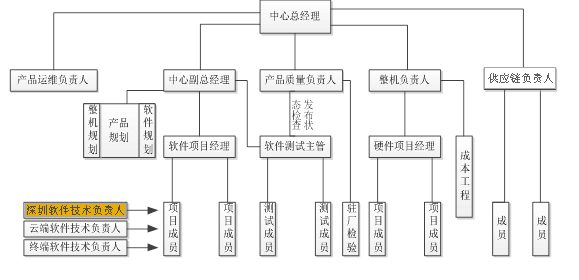 中心总经理
产品运维负责人
中心副总经理
产品质量负责人
整机负责人
供应链负责人
整机规划
产品规划
软件规划
态检查
发布状
软件项目经理
软件测试主管
硬件项目经理
成本工程
深圳软件技术负责人
云端软件技术负责人
终端软件技术负责人
项目成员
项目成员
测试成员
测试成员
驻厂检验
项目成员
项目成员
成员
成员